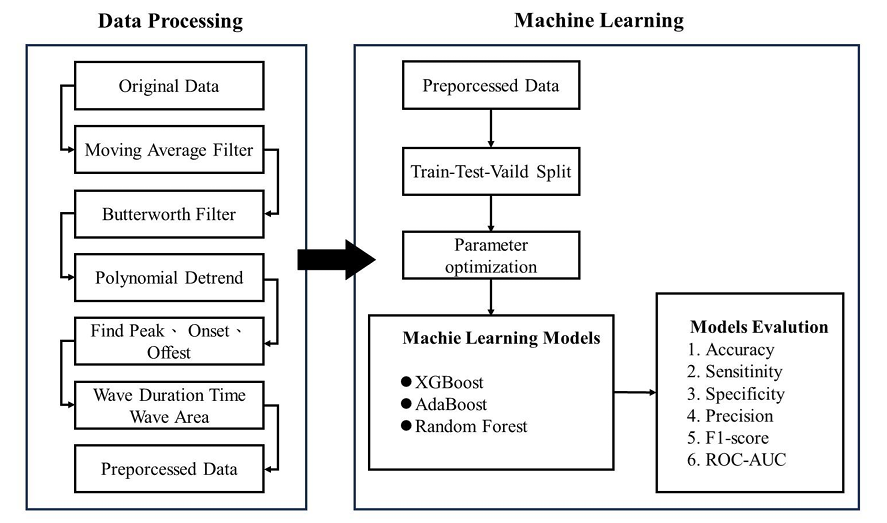 Data Processing
Original Data
Moving Average Filter
Butterworth Filter
Polynomial Detrend
Find Peak、 Onset、
Offest
Wave Duration Time
Wave Area
Preporcessed Data
Machine Learning
Preporcessed Data
Train-Test-Vaild Split
Parameter
optimization
Machie Learning Models
● XGBoost
● AdaBoost
● Random Forest
Models Evalution
1. Accuracy
2. Sensitinity
3. Specificity
4. Precision
5. F1-score
6. ROC-AUC